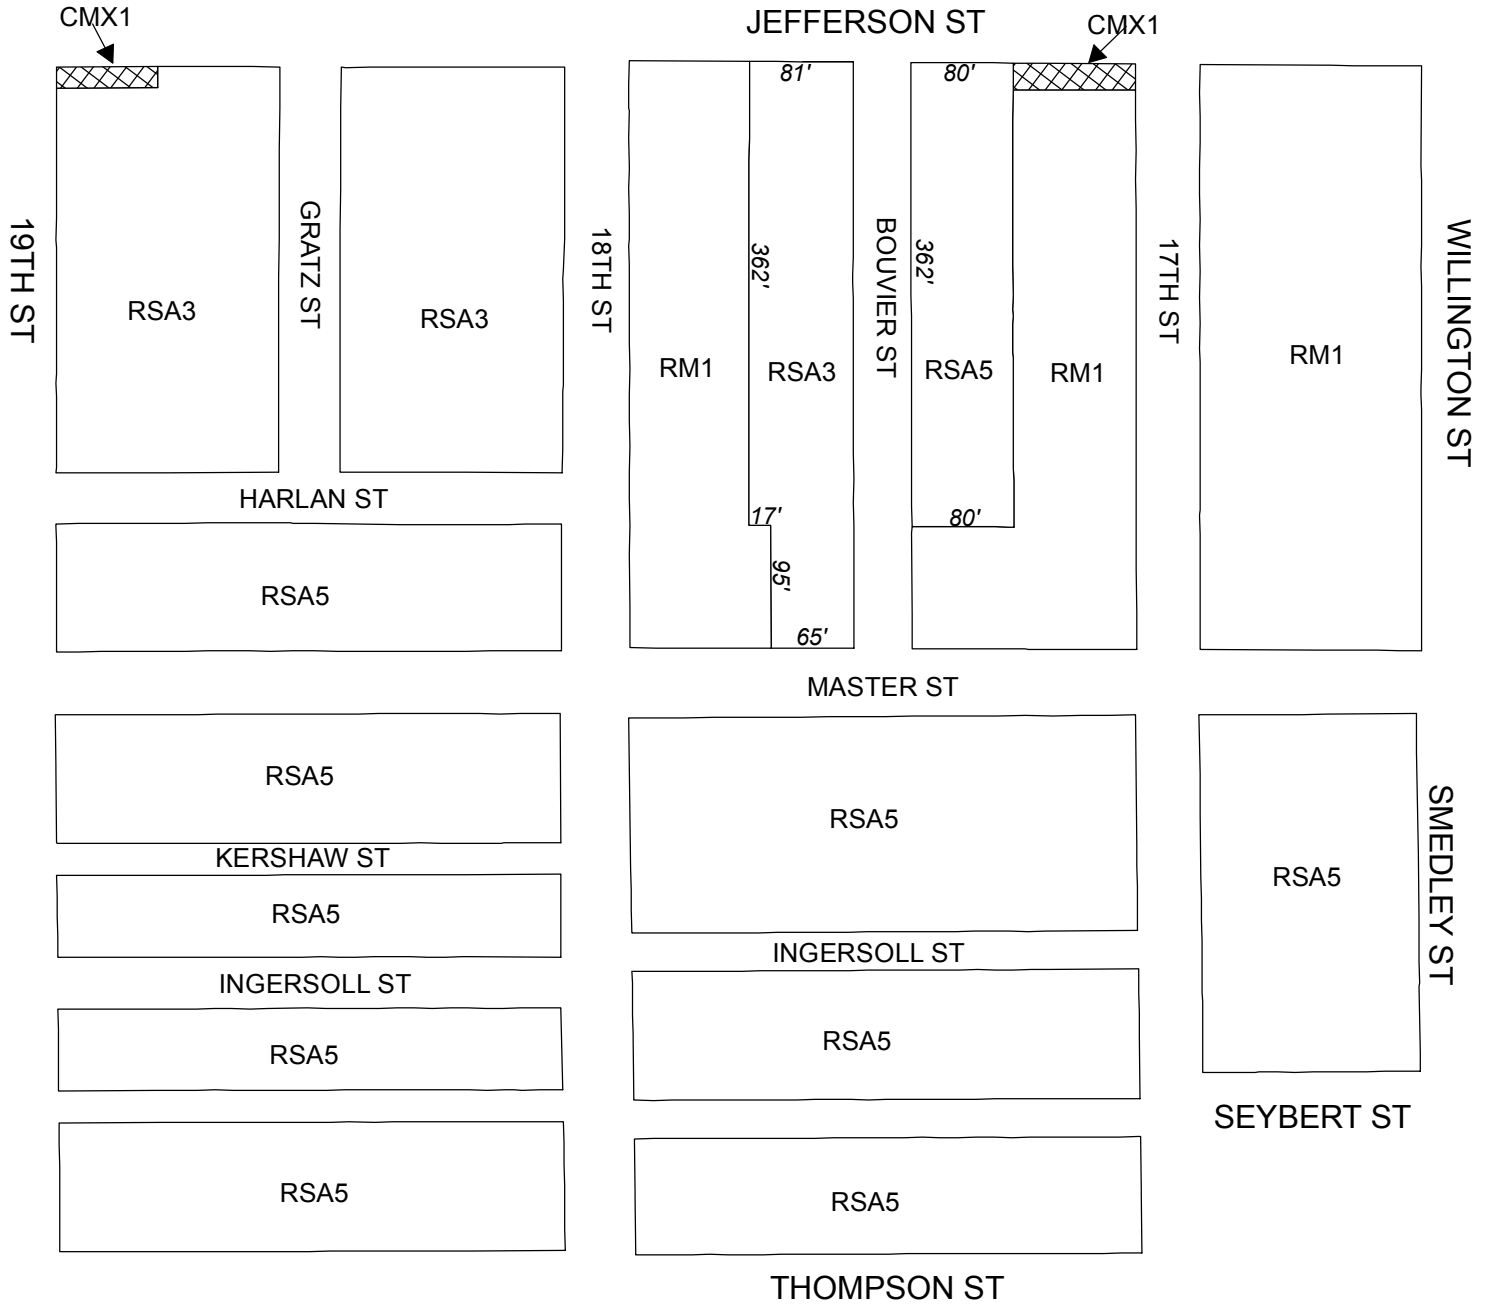 CMX1
JEFFERSON ST
CMX1
81'
80'
19TH ST
GRATZ ST
18TH ST
362'
BOUVIER ST
362'
17TH ST
WILLINGTON ST
RSA3
RSA3
RM1
RSA3
RSA5
RM1
RM1
HARLAN ST
17'
80'
95'
RSA5
65'
MASTER ST
RSA5
RSA5
RSA5
SMEDLEY ST
KERSHAW ST
RSA5
INGERSOLL ST
INGERSOLL ST
RSA5
RSA5
SEYBERT ST
RSA5
RSA5
THOMPSON ST